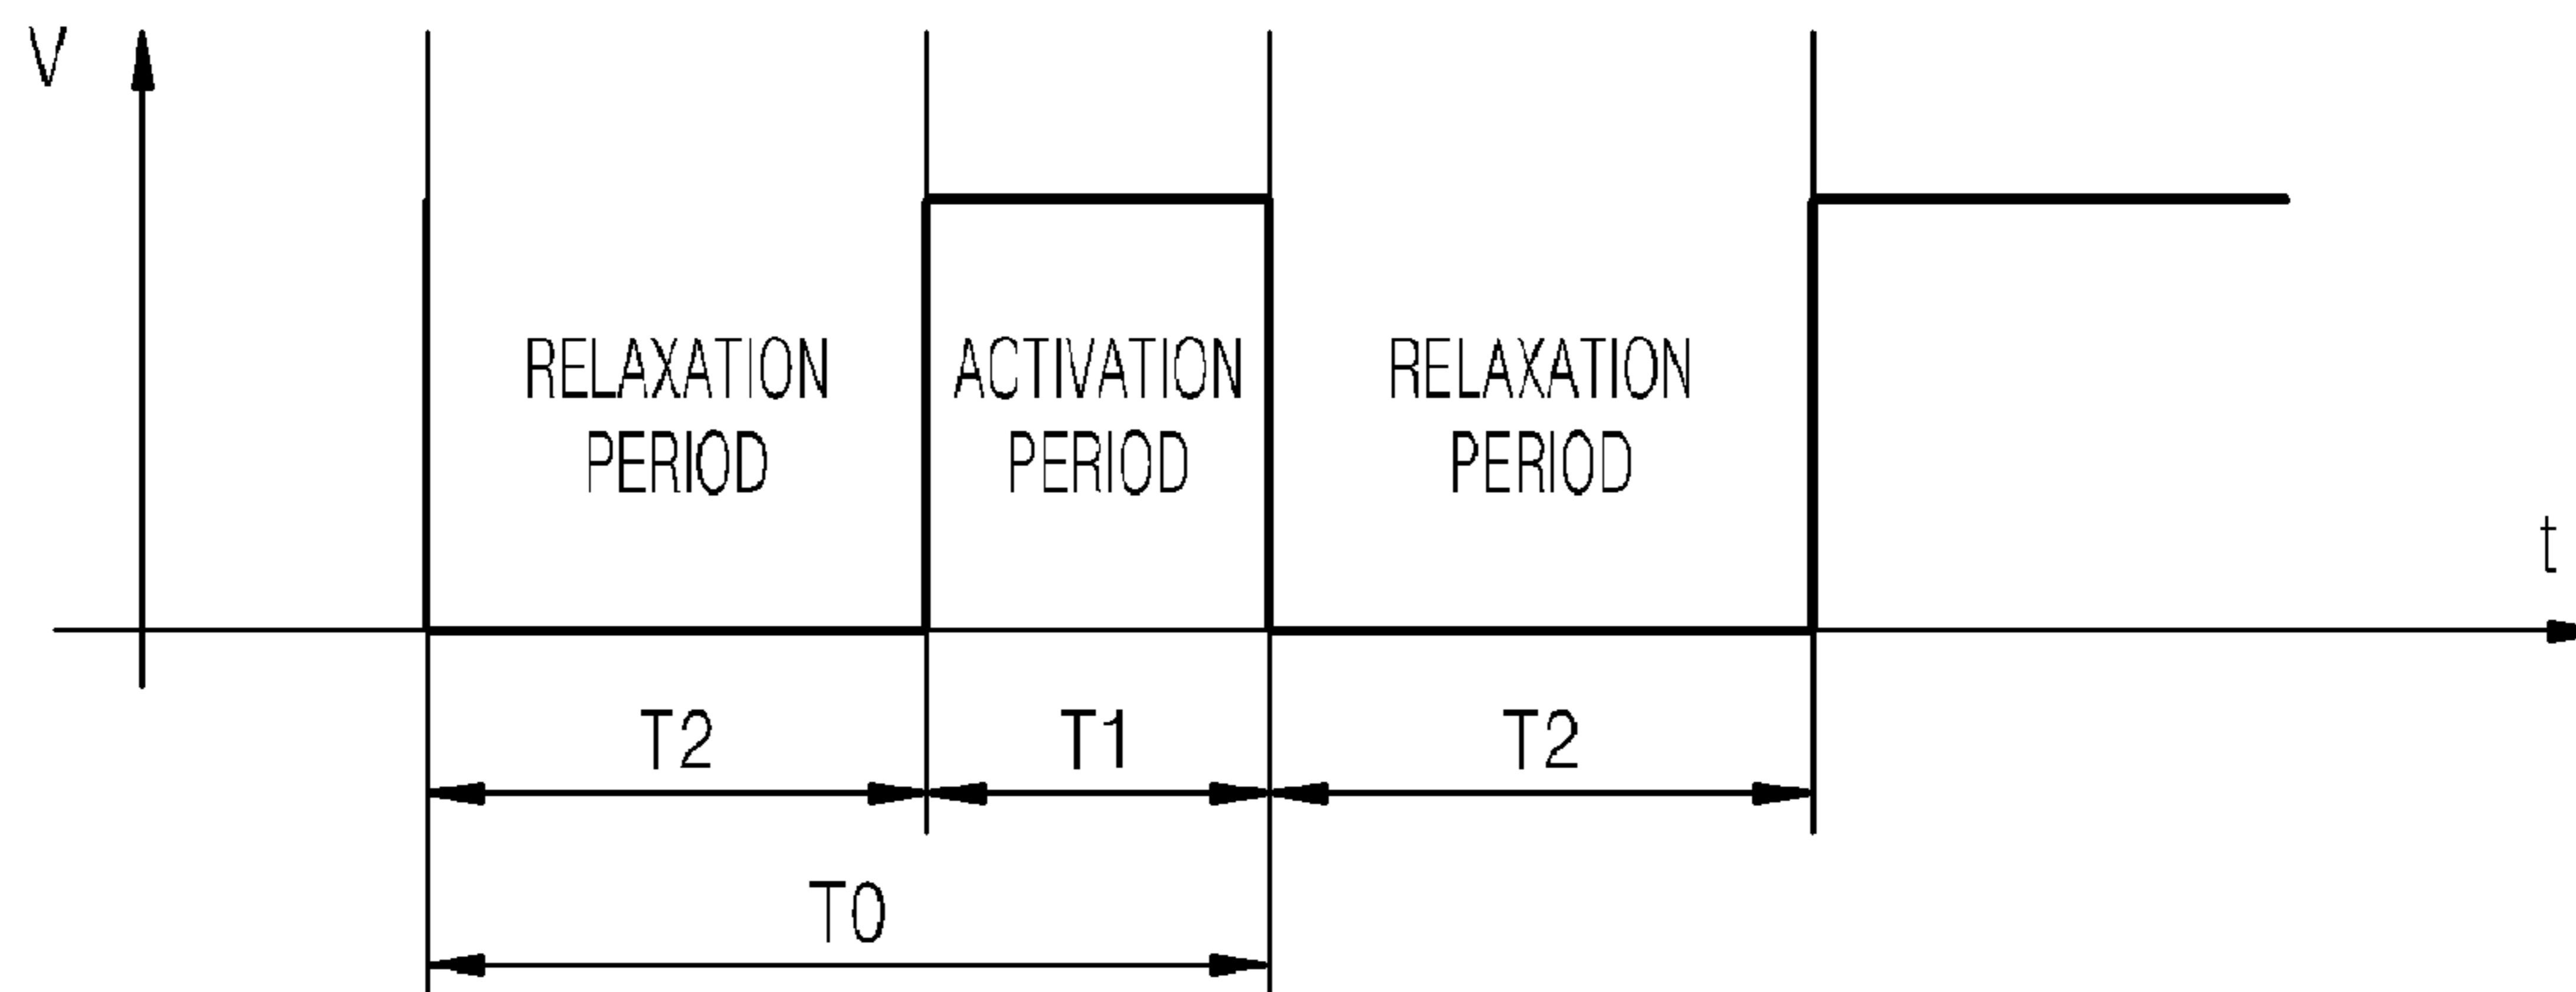 V
RELAXATION
PERIOD
ACTIVATION
PERIOD
RELAXATION
PERIOD
t
T2
T1
T2
T0